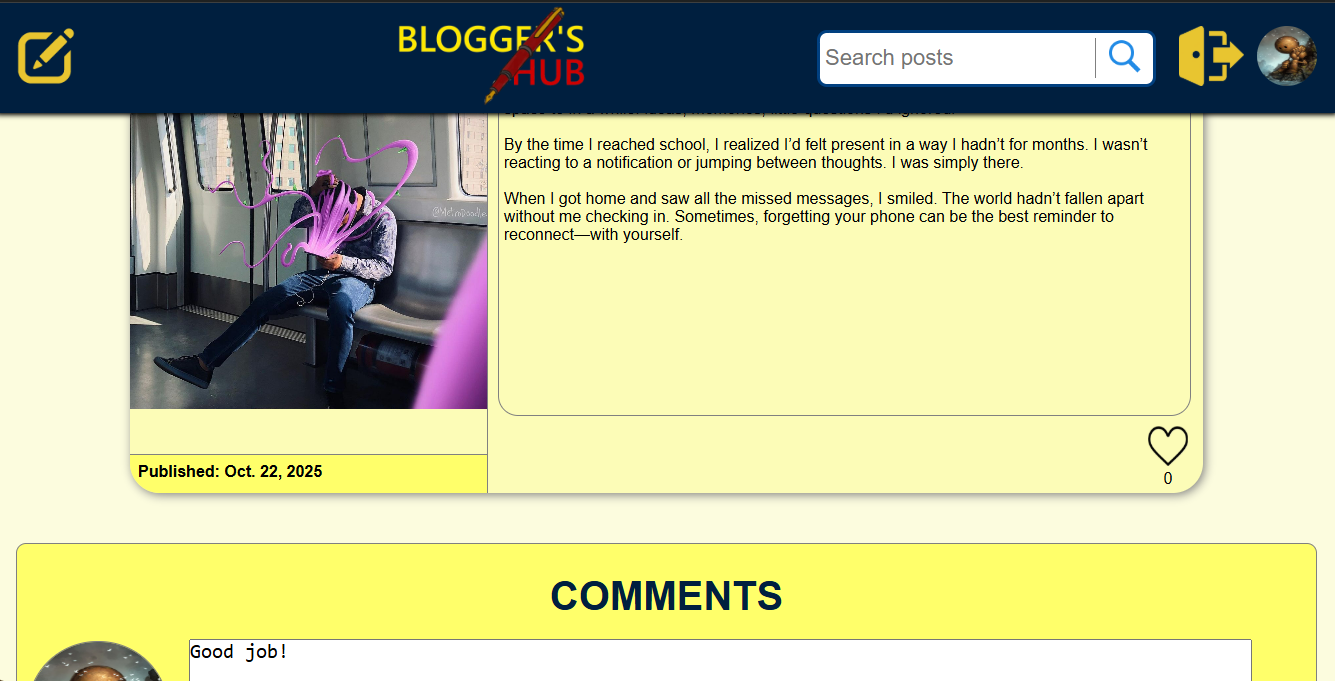 BLOGGER'S
HUB
Search posts
By the time I reached school, I realized I’d felt present in a way I hadn’t for months. I wasn’t
reacting to a notification or jumping between thoughts. I was simply there.
When I got home and saw all the missed messages, I smiled. The world hadn’t fallen apart
without me checking in. Sometimes, forgetting your phone can be the best reminder to
reconnect—with yourself.
Published: Oct. 22, 2025
0
COMMENTS
Good job!